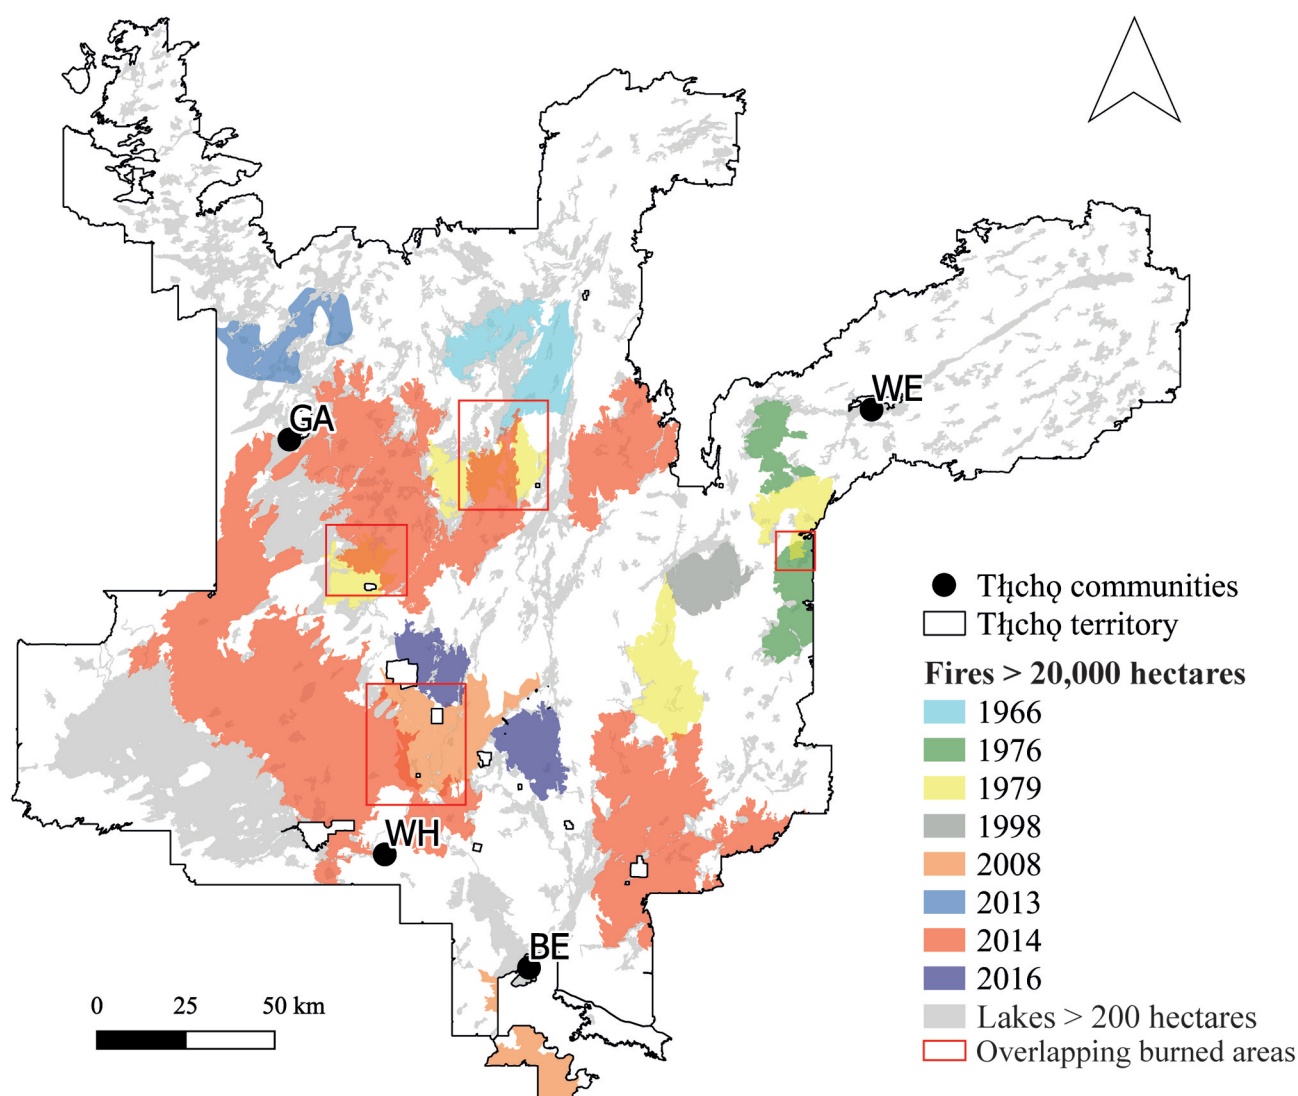 GA
WE
WH
BE
0 25 50 km
Tłı̨chǫ communities
Tłı̨chǫ territory
Fires > 20,000 hectares
1966
1976
1979
1998
2008
2013
2014
2016
Lakes > 200 hectares
Overlapping burned areas